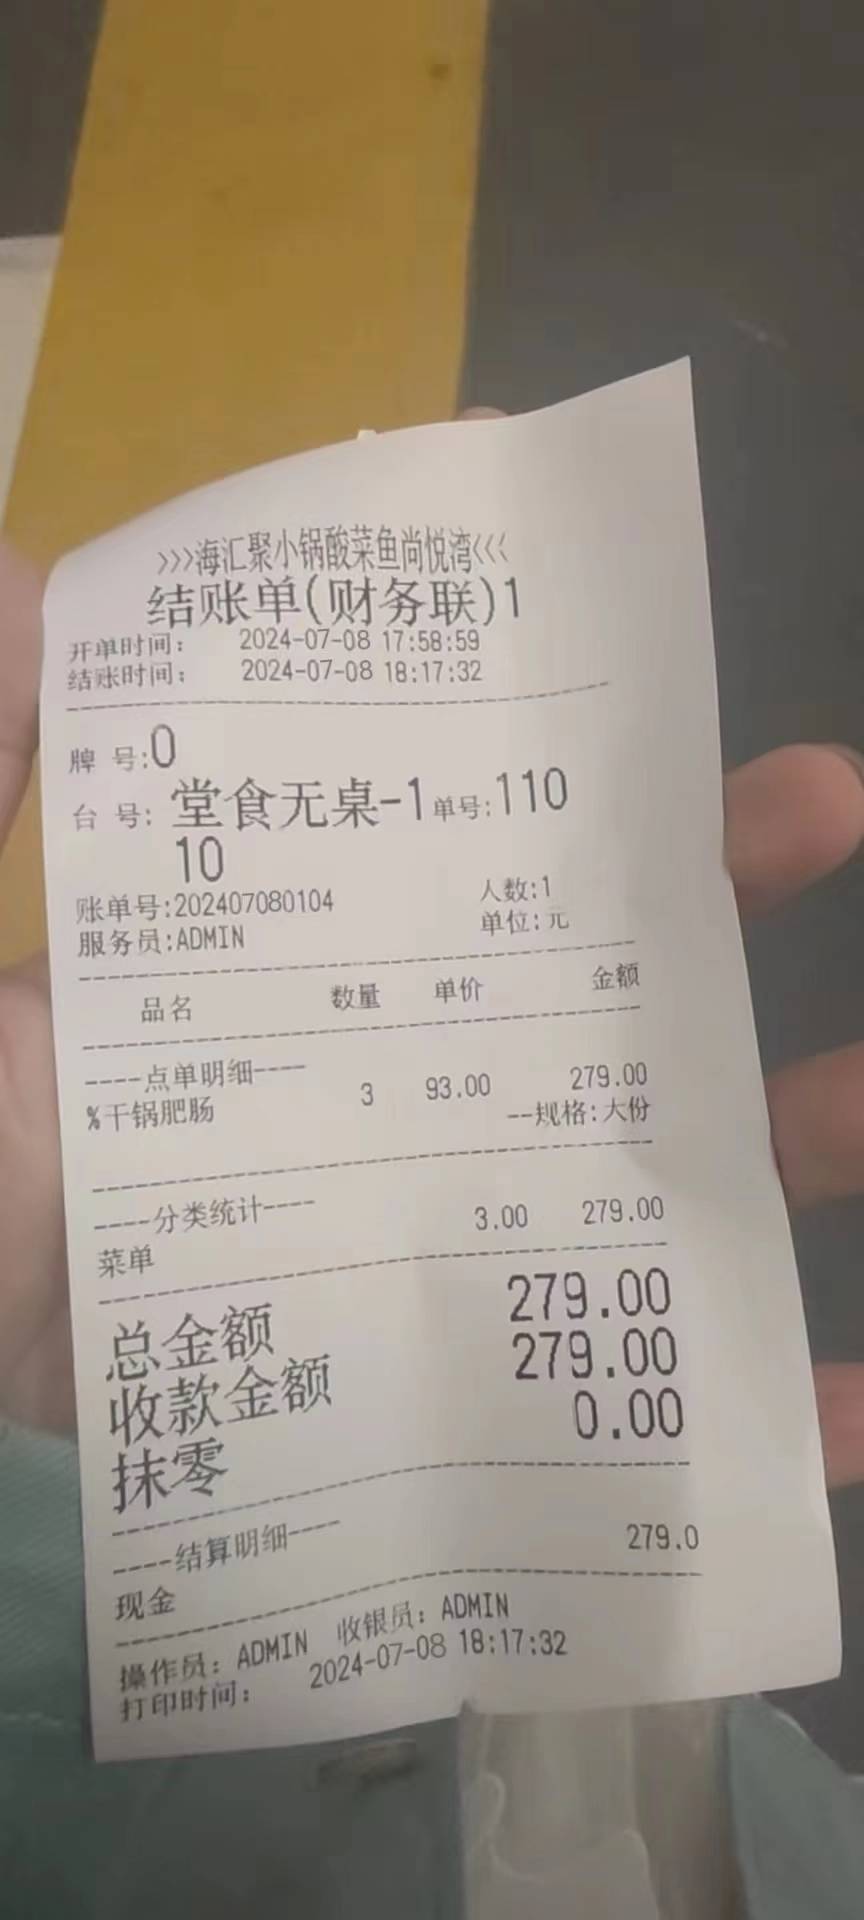 >>>海汇聚小锅酸菜鱼尚悦湾<<<
结账单(财务联)1
开单时间： 2024-07-08 17:58:59
结账时间： 2024-07-08 18:17:32
牌 号:0
台 号: 堂食无桌-1 单号:110
10
账单号:202407080104 人数:1
服务员:ADMIN 单位:元
品名 数量 单价 金额
----点单明细----
%干锅肥肠 3 93.00 279.00
--规格:大份
----分类统计----
菜单 3.00 279.00
总金额 279.00
收款金额 279.00
抹零 0.00
----结算明细----
现金 279.0
操作员：ADMIN 收银员：ADMIN
打印时间： 2024-07-08 18:17:32